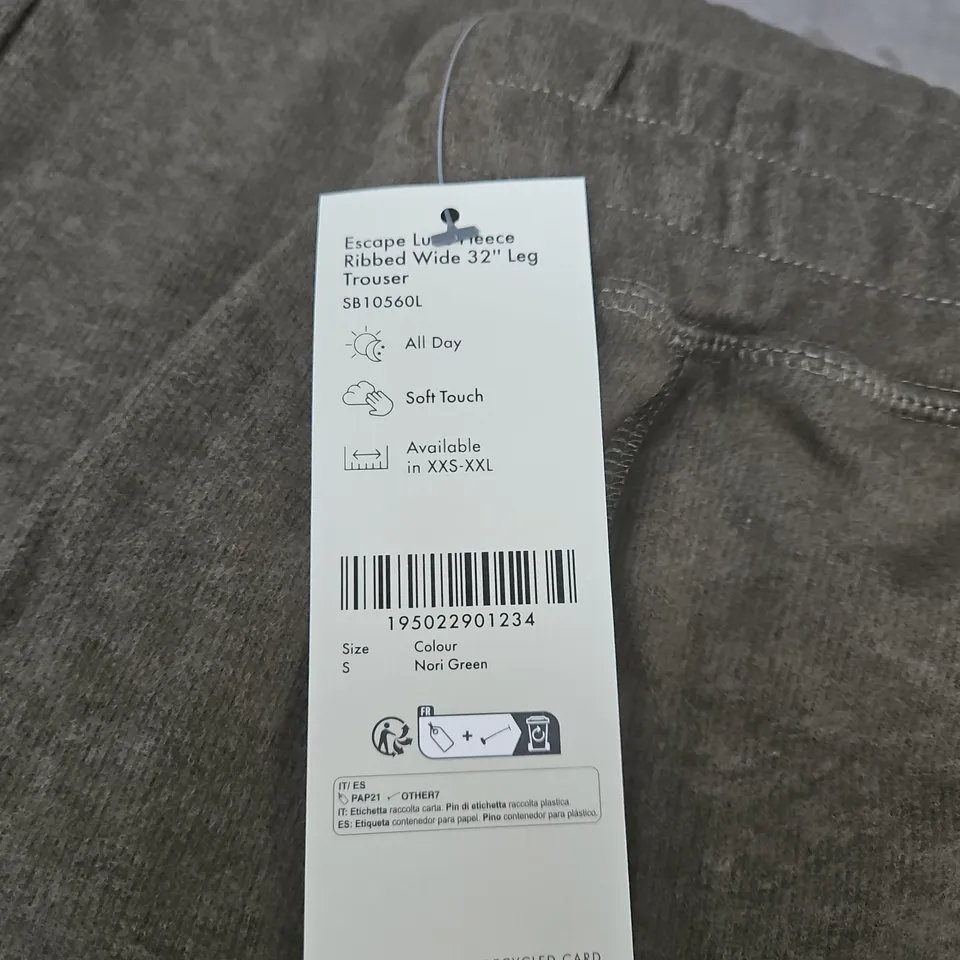 Escape
Ribbed Wide 32" Leg
Trouser
SB10560L
All Day
Soft Touch
Available
in XXS-XXL
195022901234
Size Colour
S Nori Green
FR
IT/ ES
PAP21 OTHER7
IT: Etichetta raccolta carta. Pin di etichetta raccolta plastica.
ES: Etiqueta contenedor para papel. Pino contenedor para plástico.
CARD